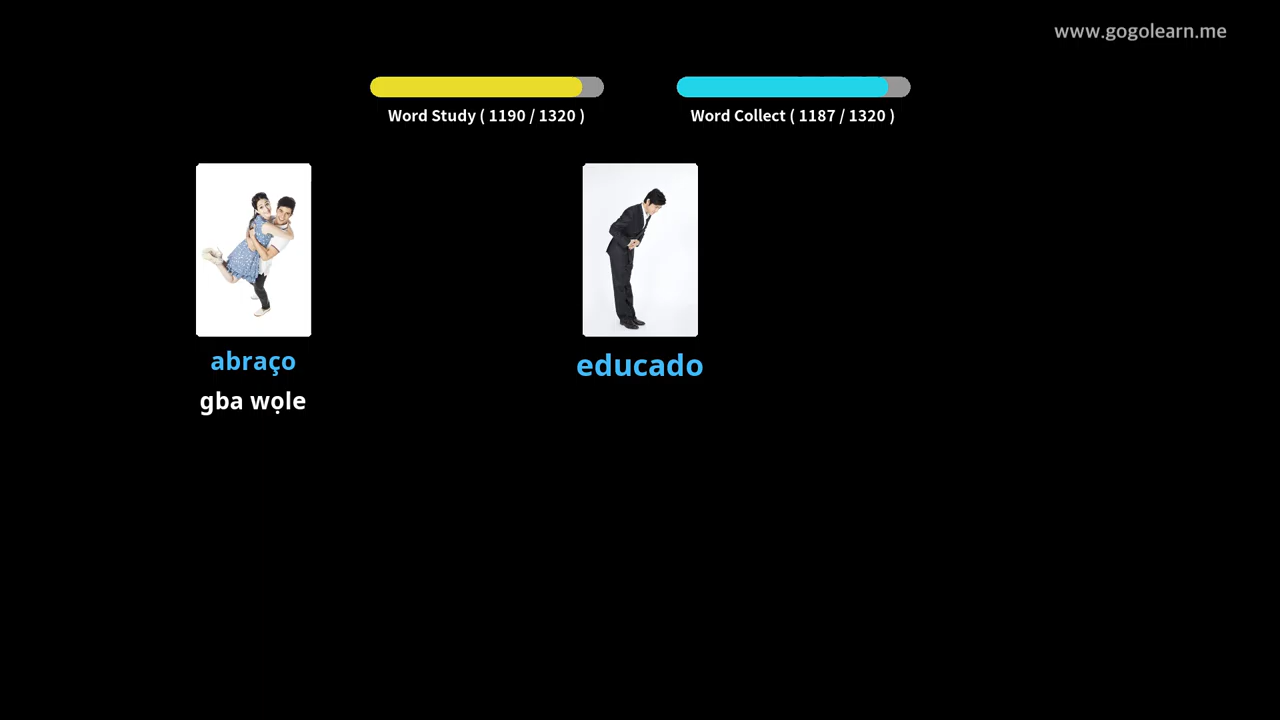 www.gogolearn.me
Word Study ( 1190 / 1320 )
Word Collect ( 1187 / 1320 )
abraço
gba wọle
educado